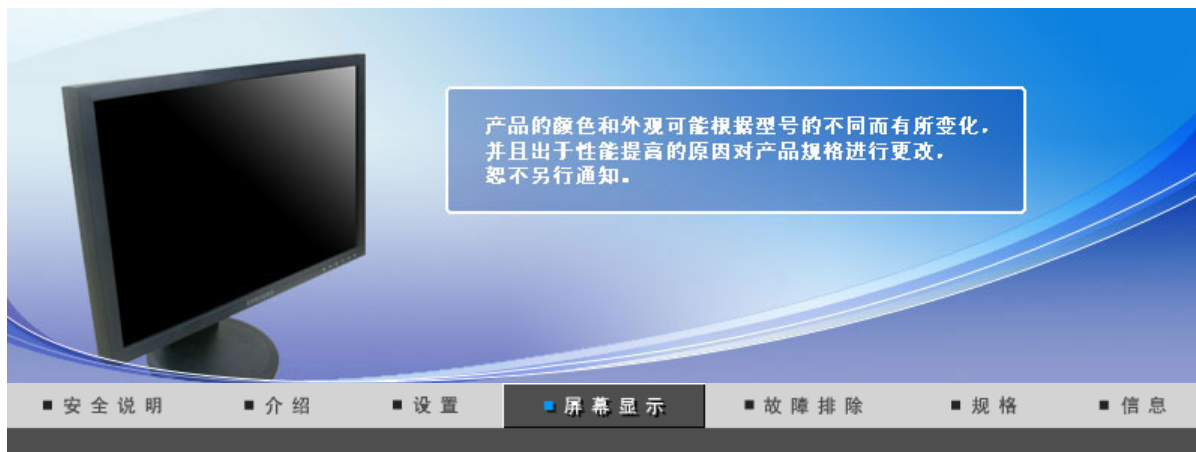 产品的颜色和外观可能根据型号的不同而有所变化，
并且出于性能提高的原因对产品规格进行更改，
恕不另行通知。
安全说明 介绍 设置 屏幕显示 故障排除 规格 信息